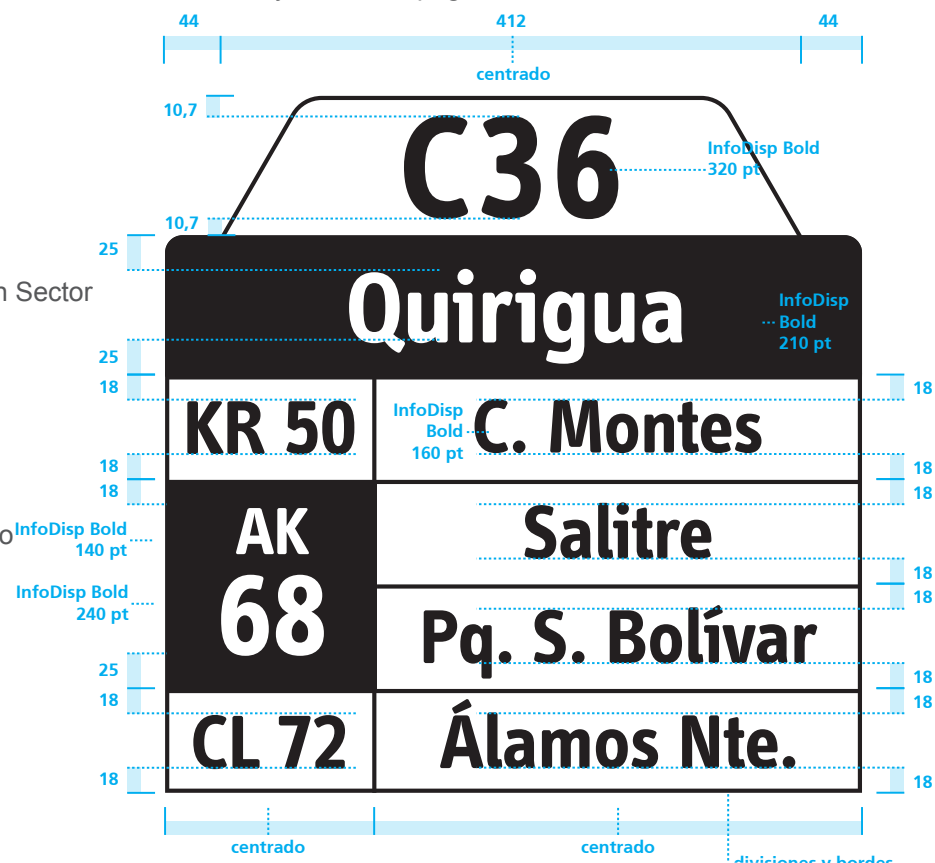 44 412 44
centrado
10,7
C36
InfoDisp Bold
320 pt
10,7
25
n Sector
Quirigua
InfoDisp
Bold
210 pt
25
18 18
KR 50
InfoDisp
Bold
160 pt
C. Montes
18 18
18 18
AK
Salitre
o
InfoDisp Bold
140 pt
18
InfoDisp Bold
240 pt
18
68
Pq. S. Bolívar
25 18
18 18
CL 72
Álamos Nte.
18 18
centrado centrado
divisiones y bordes